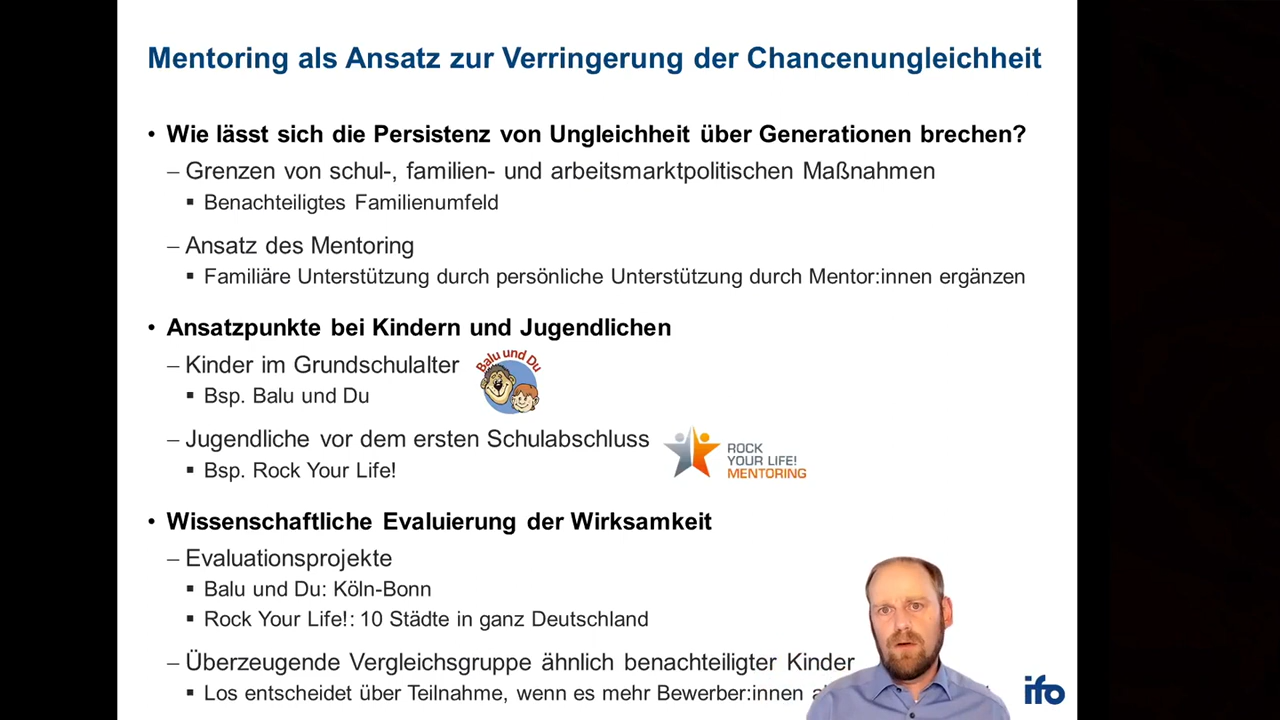 Mentoring als Ansatz zur Verringerung der Chancenungleichheit
• Wie lässt sich die Persistenz von Ungleichheit über Generationen brechen?
– Grenzen von schul-, familien- und arbeitsmarktpolitischen Maßnahmen
▪ Benachteiligtes Familienumfeld
– Ansatz des Mentoring
▪ Familiäre Unterstützung durch persönliche Unterstützung durch Mentor:innen ergänzen
• Ansatzpunkte bei Kindern und Jugendlichen
– Kinder im Grundschulalter
Balu und Du
▪ Bsp. Balu und Du
– Jugendliche vor dem ersten Schulabschluss
ROCK
YOUR LIFE!
MENTORING
▪ Bsp. Rock Your Life!
• Wissenschaftliche Evaluierung der Wirksamkeit
– Evaluationsprojekte
▪ Balu und Du: Köln-Bonn
▪ Rock Your Life!: 10 Städte in ganz Deutschland
– Überzeugende Vergleichsgruppe ähnlich benachteiligter Kinder
▪ Los entscheidet über Teilnahme, wenn es mehr Bewerber:innen
ifo